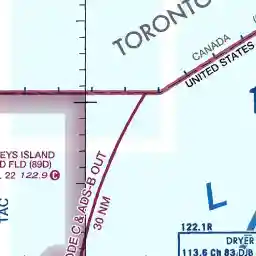 TORONTO
CANADA
UNITED STATES
EYS ISLAND
D FLD (89D)
L 22 122.9 C
ODE C & ADS-B OUT
30 NM
TAC
L
122.1R
DRYER
113.6 Ch 83 DJB